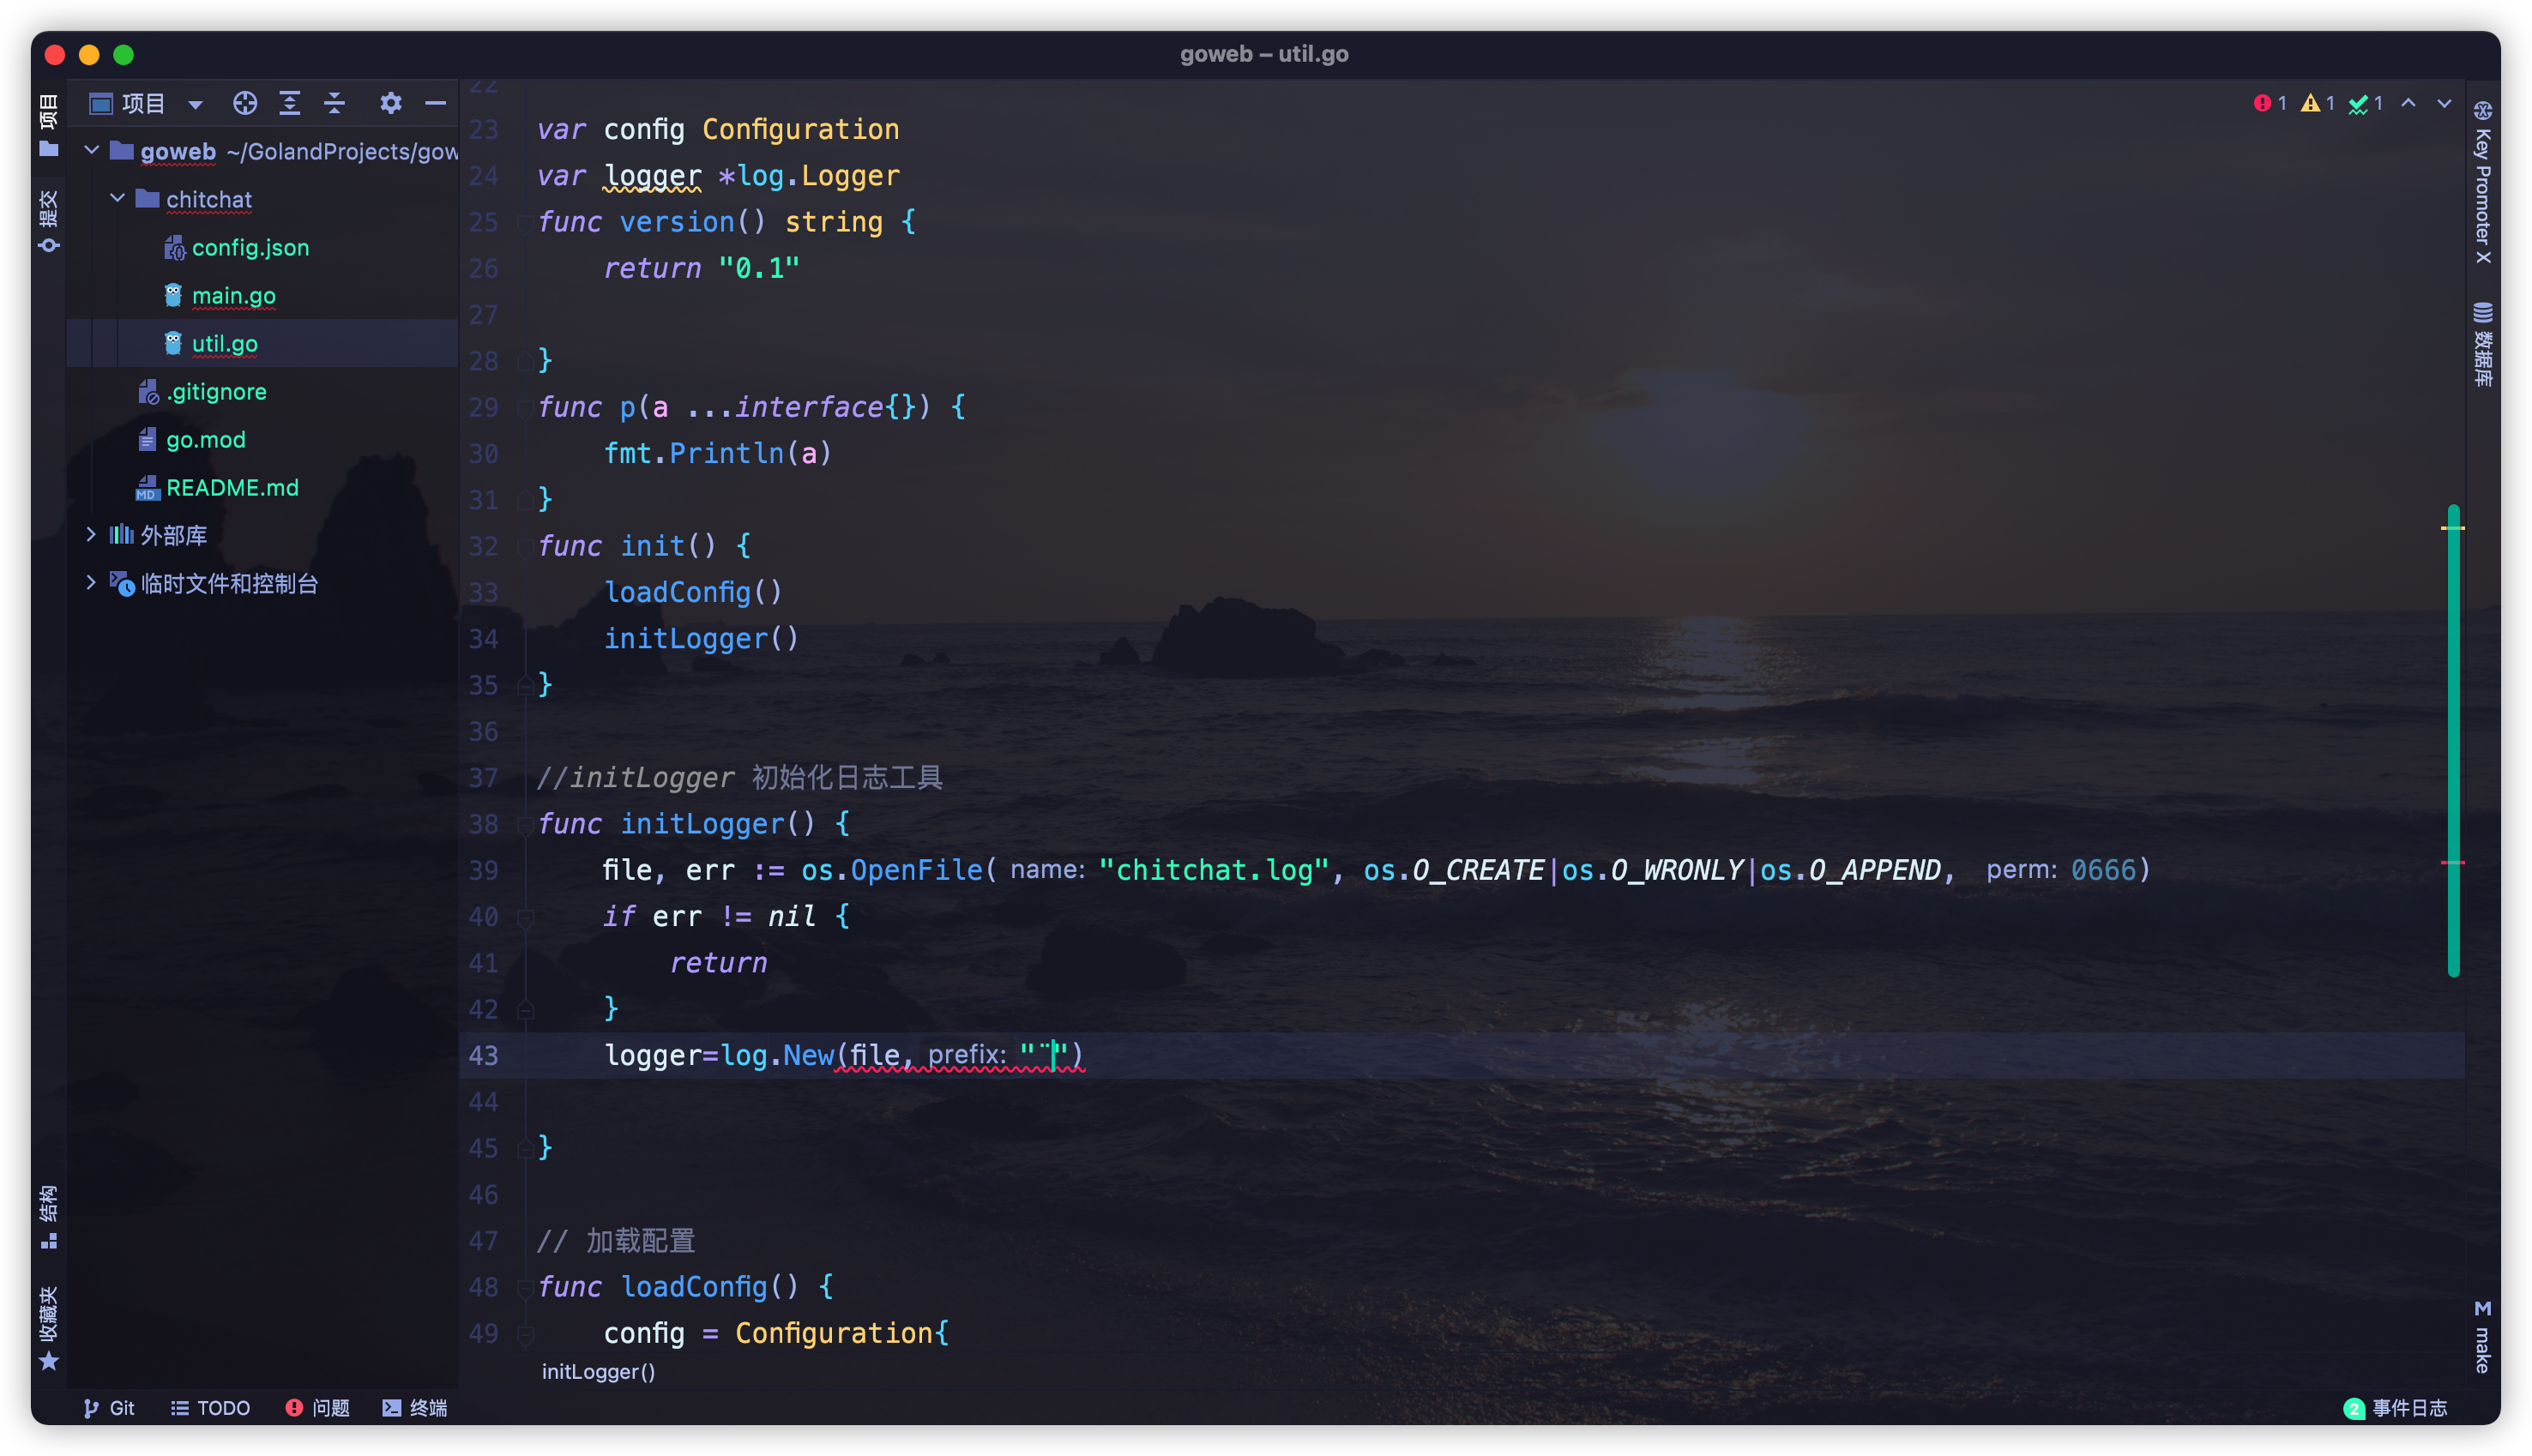 goweb – util.go
项目
提交
结构
收藏夹
项目
goweb ~/GolandProjects/gow
chitchat
config.json
main.go
util.go
.gitignore
go.mod
README.md
外部库
临时文件和控制台
1 1 1
22
23 var config Configuration
24 var logger *log.Logger
25 func version() string {
26 return "0.1"
27
28 }
29 func p(a ...interface{}) {
30 fmt.Println(a)
31 }
32 func init() {
33 loadConfig()
34 initLogger()
35 }
36
37 //initLogger 初始化日志工具
38 func initLogger() {
39 file, err := os.OpenFile( name: "chitchat.log", os.O_CREATE|os.O_WRONLY|os.O_APPEND, perm: 0666)
40 if err != nil {
41 return
42 }
43 logger=log.New(file, prefix: "¨")
44
45 }
46
47 // 加载配置
48 func loadConfig() {
49 config = Configuration{
initLogger()
Key Promoter X
数据库
M make
Git TODO 问题 终端
2 事件日志